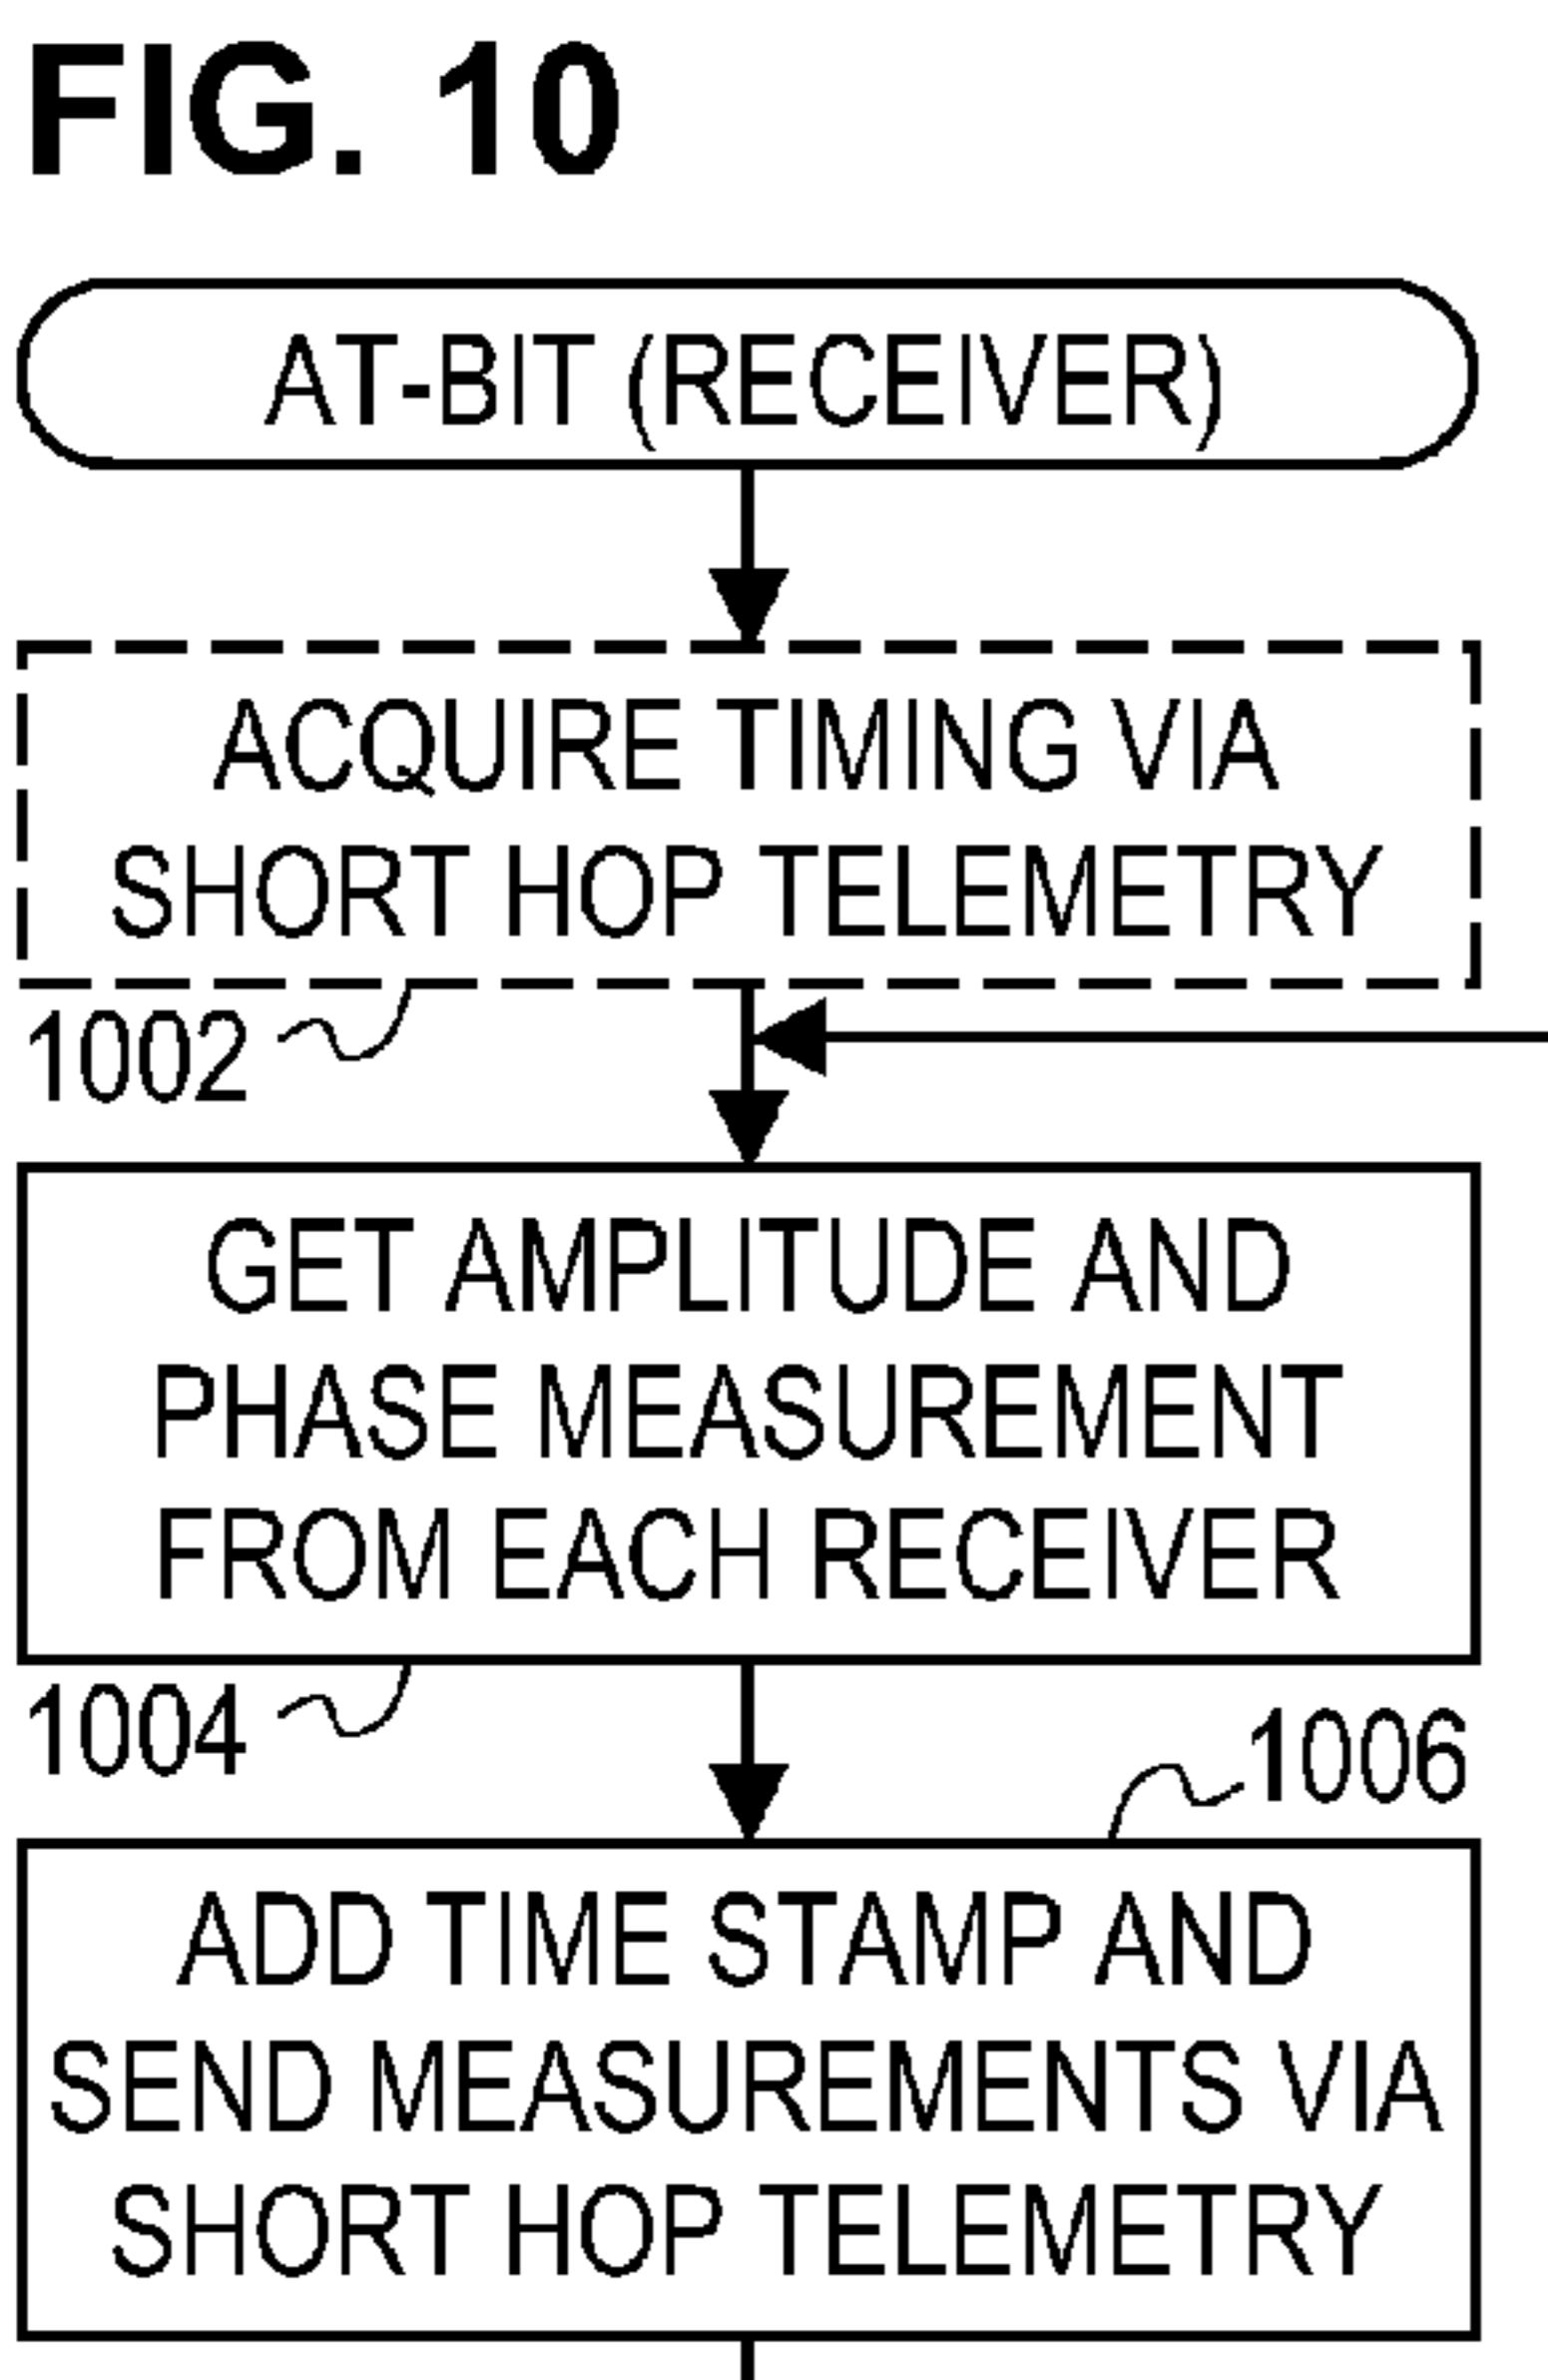 FIG. 10
AT-BIT (RECEIVER)
ACQUIRE TIMING VIA
SHORT HOP TELEMETRY
1002
GET AMPLITUDE AND
PHASE MEASUREMENT
FROM EACH RECEIVER
1004
1006
ADD TIME STAMP AND
SEND MEASUREMENTS VIA
SHORT HOP TELEMETRY